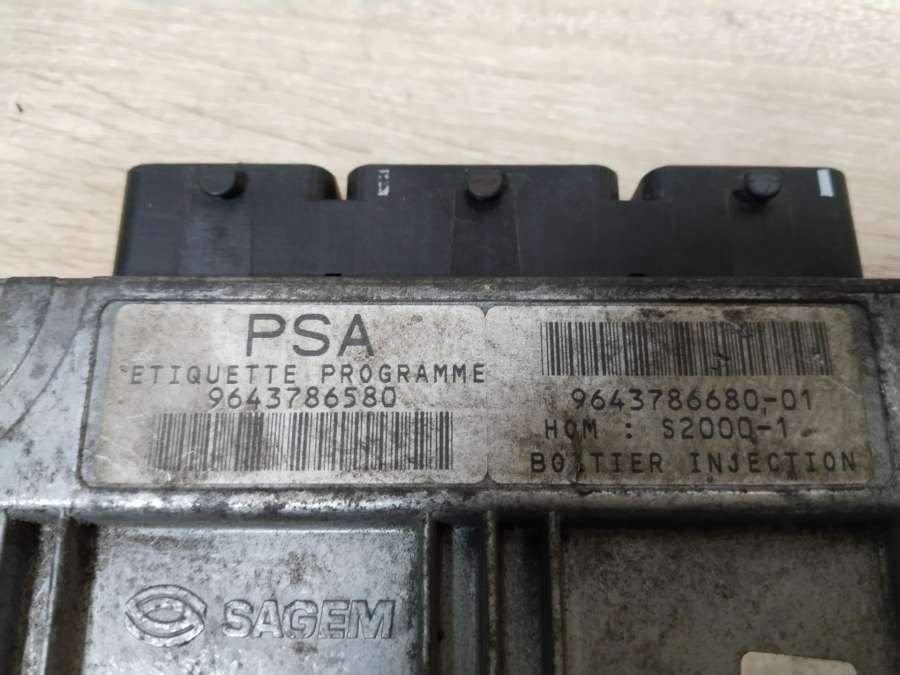 PSA
ETIQUETTE PROGRAMME
9643786580
9643786680-01
HOM : S2000-1
BOITIER INJECTION
SAGEM